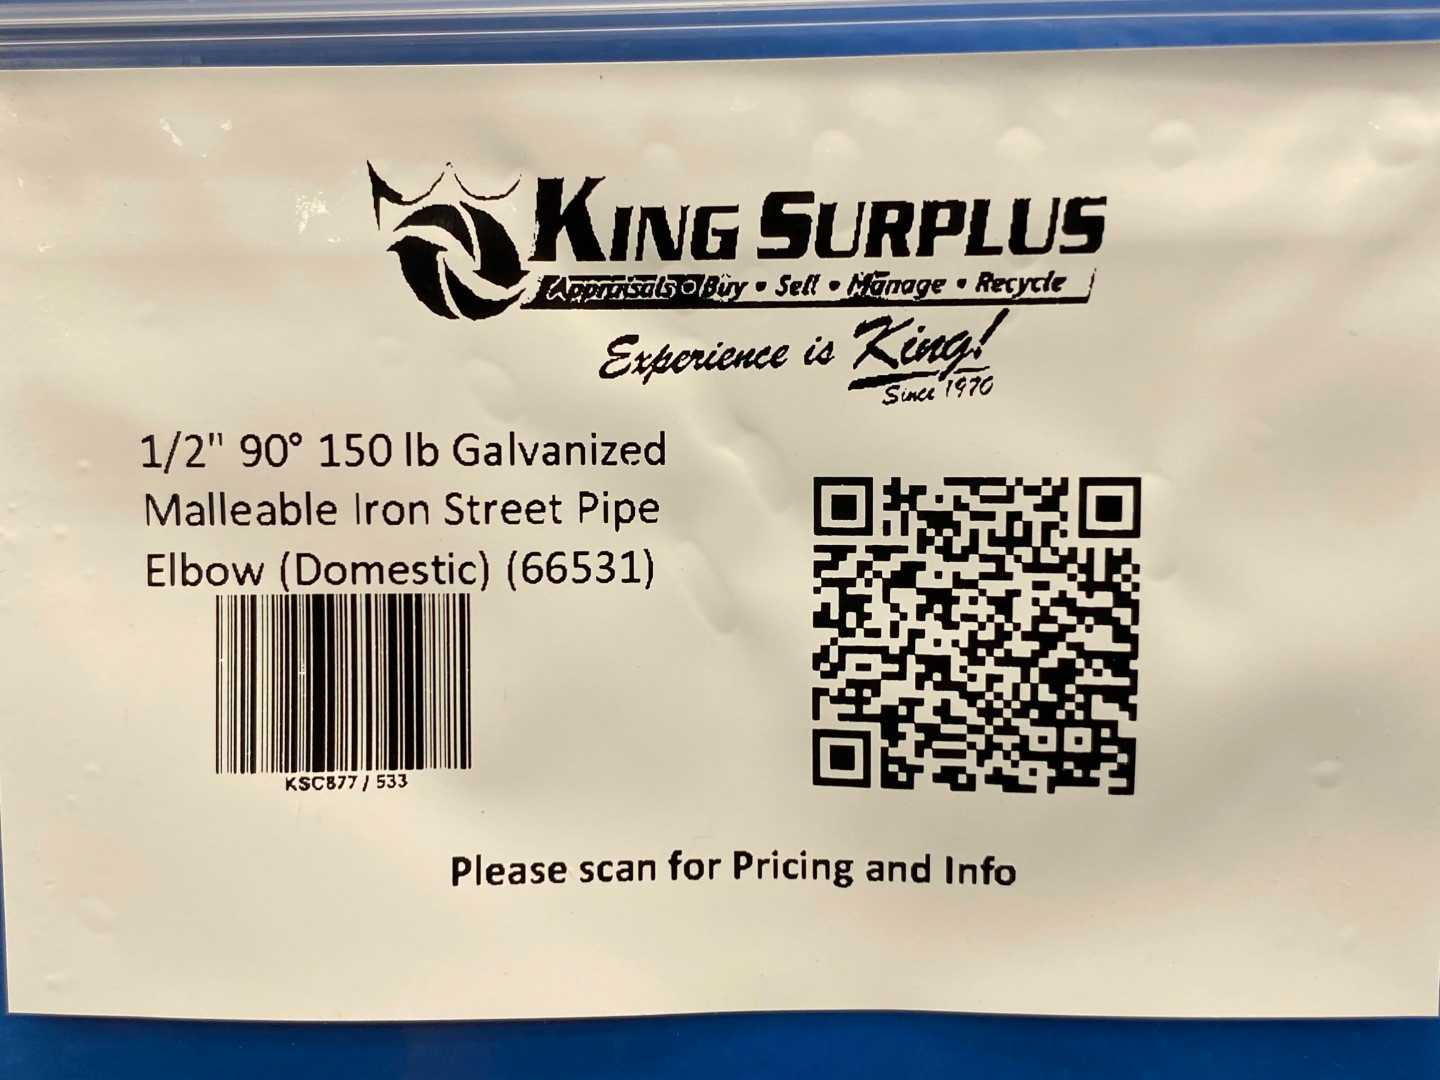 KING SURPLUS
Appraisals • Buy • Sell • Manage • Recycle
Experience is King!
Since 1970
1/2" 90° 150 lb Galvanized
Malleable Iron Street Pipe
Elbow (Domestic) (66531)
KSC877 / 533
Please scan for Pricing and Info